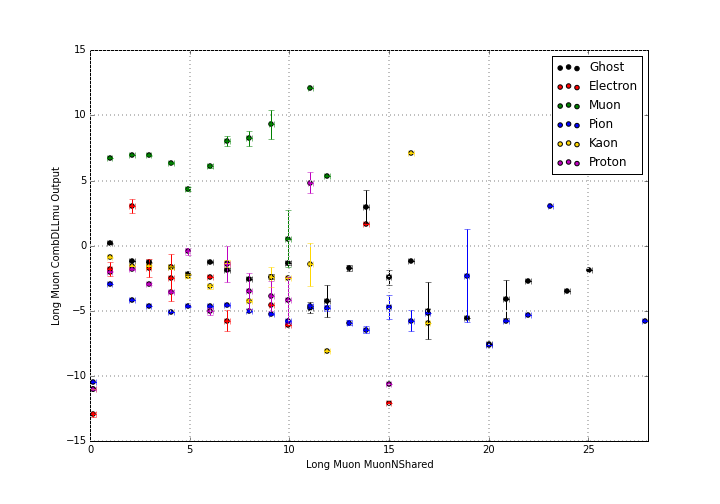 15
10
5
0
−5
−10
−15
0
5
10
15
20
25
Long Muon CombDLLmu Output
Long Muon MuonNShared
Ghost
Electron
Muon
Pion
Kaon
Proton